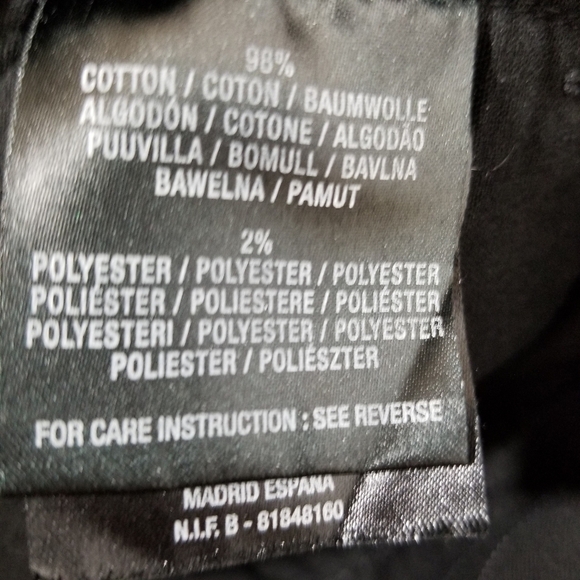 98%
COTTON / COTON / BAUMWOLLE
ALGODÓN / COTONE / ALGODÃO
PUUVILLA / BOMULL / BAVLNA
BAWELNA / PAMUT
2%
POLYESTER / POLYESTER / POLYESTER
POLIÉSTER / POLIESTERE / POLIÉSTER
POLYESTERI / POLYESTER / POLYESTER
POLIESTER / POLIÉSZTER
FOR CARE INSTRUCTION : SEE REVERSE
MADRID ESPAÑA
N.I.F. B - 81848160